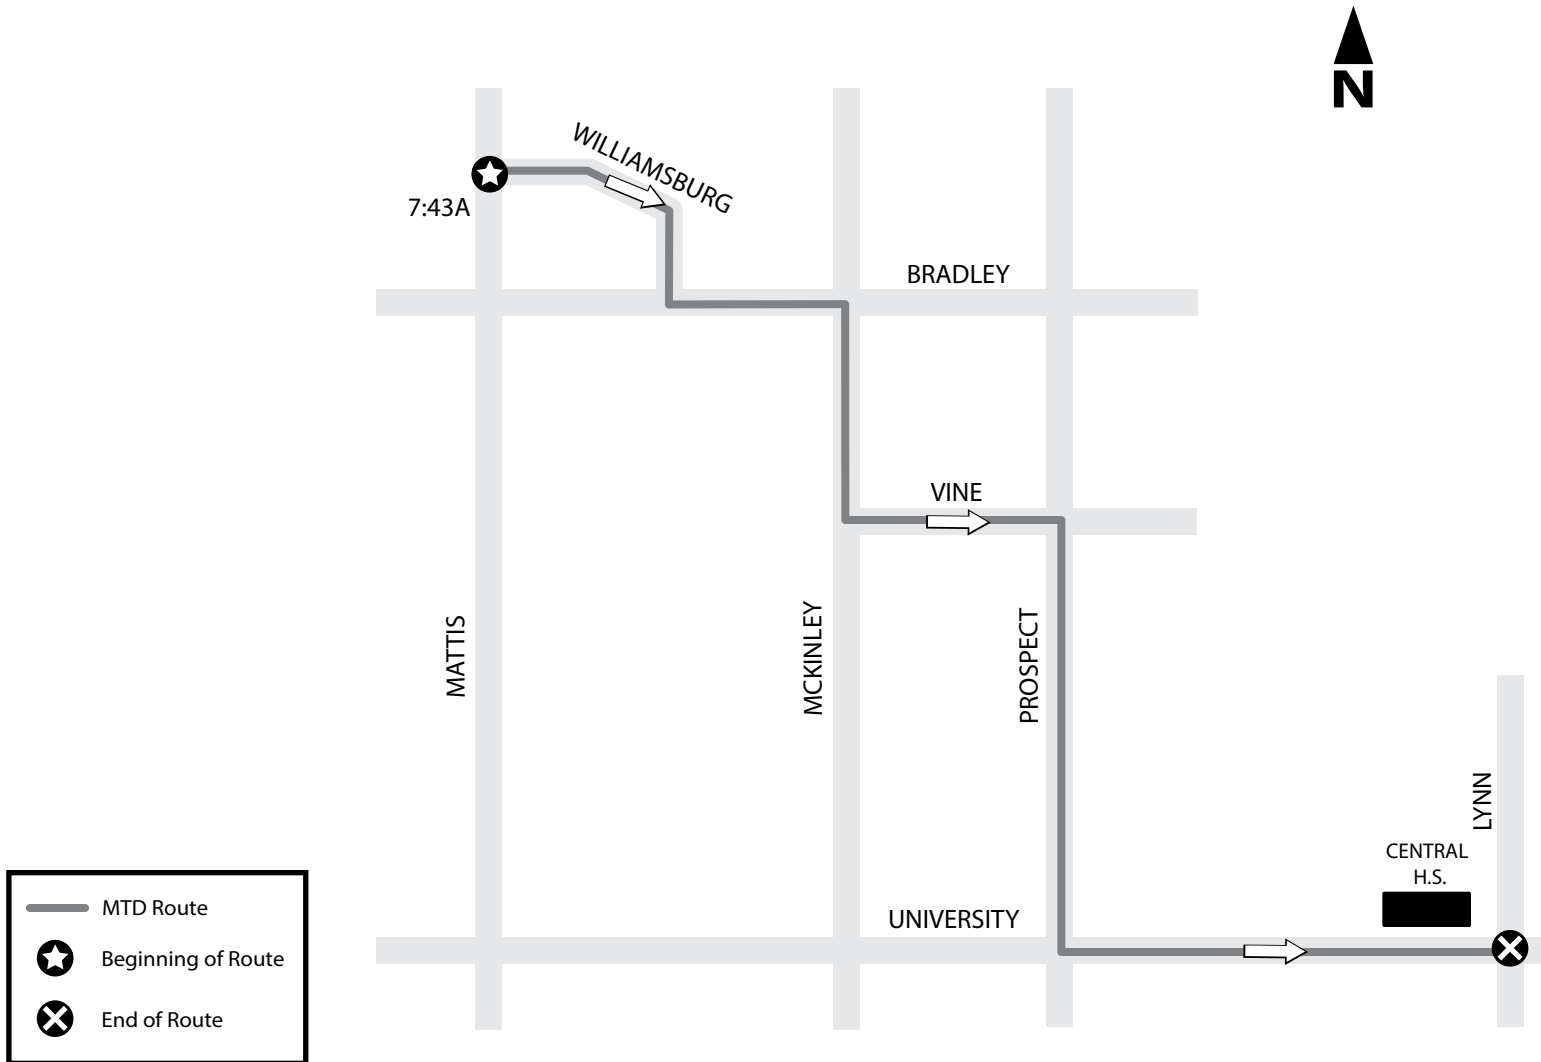 N
WILLIAMSBURG
7:43A
BRADLEY
VINE
MATTIS
MCKINLEY
PROSPECT
LYNN
CENTRAL
H.S.
UNIVERSITY
MTD Route
Beginning of Route
End of Route